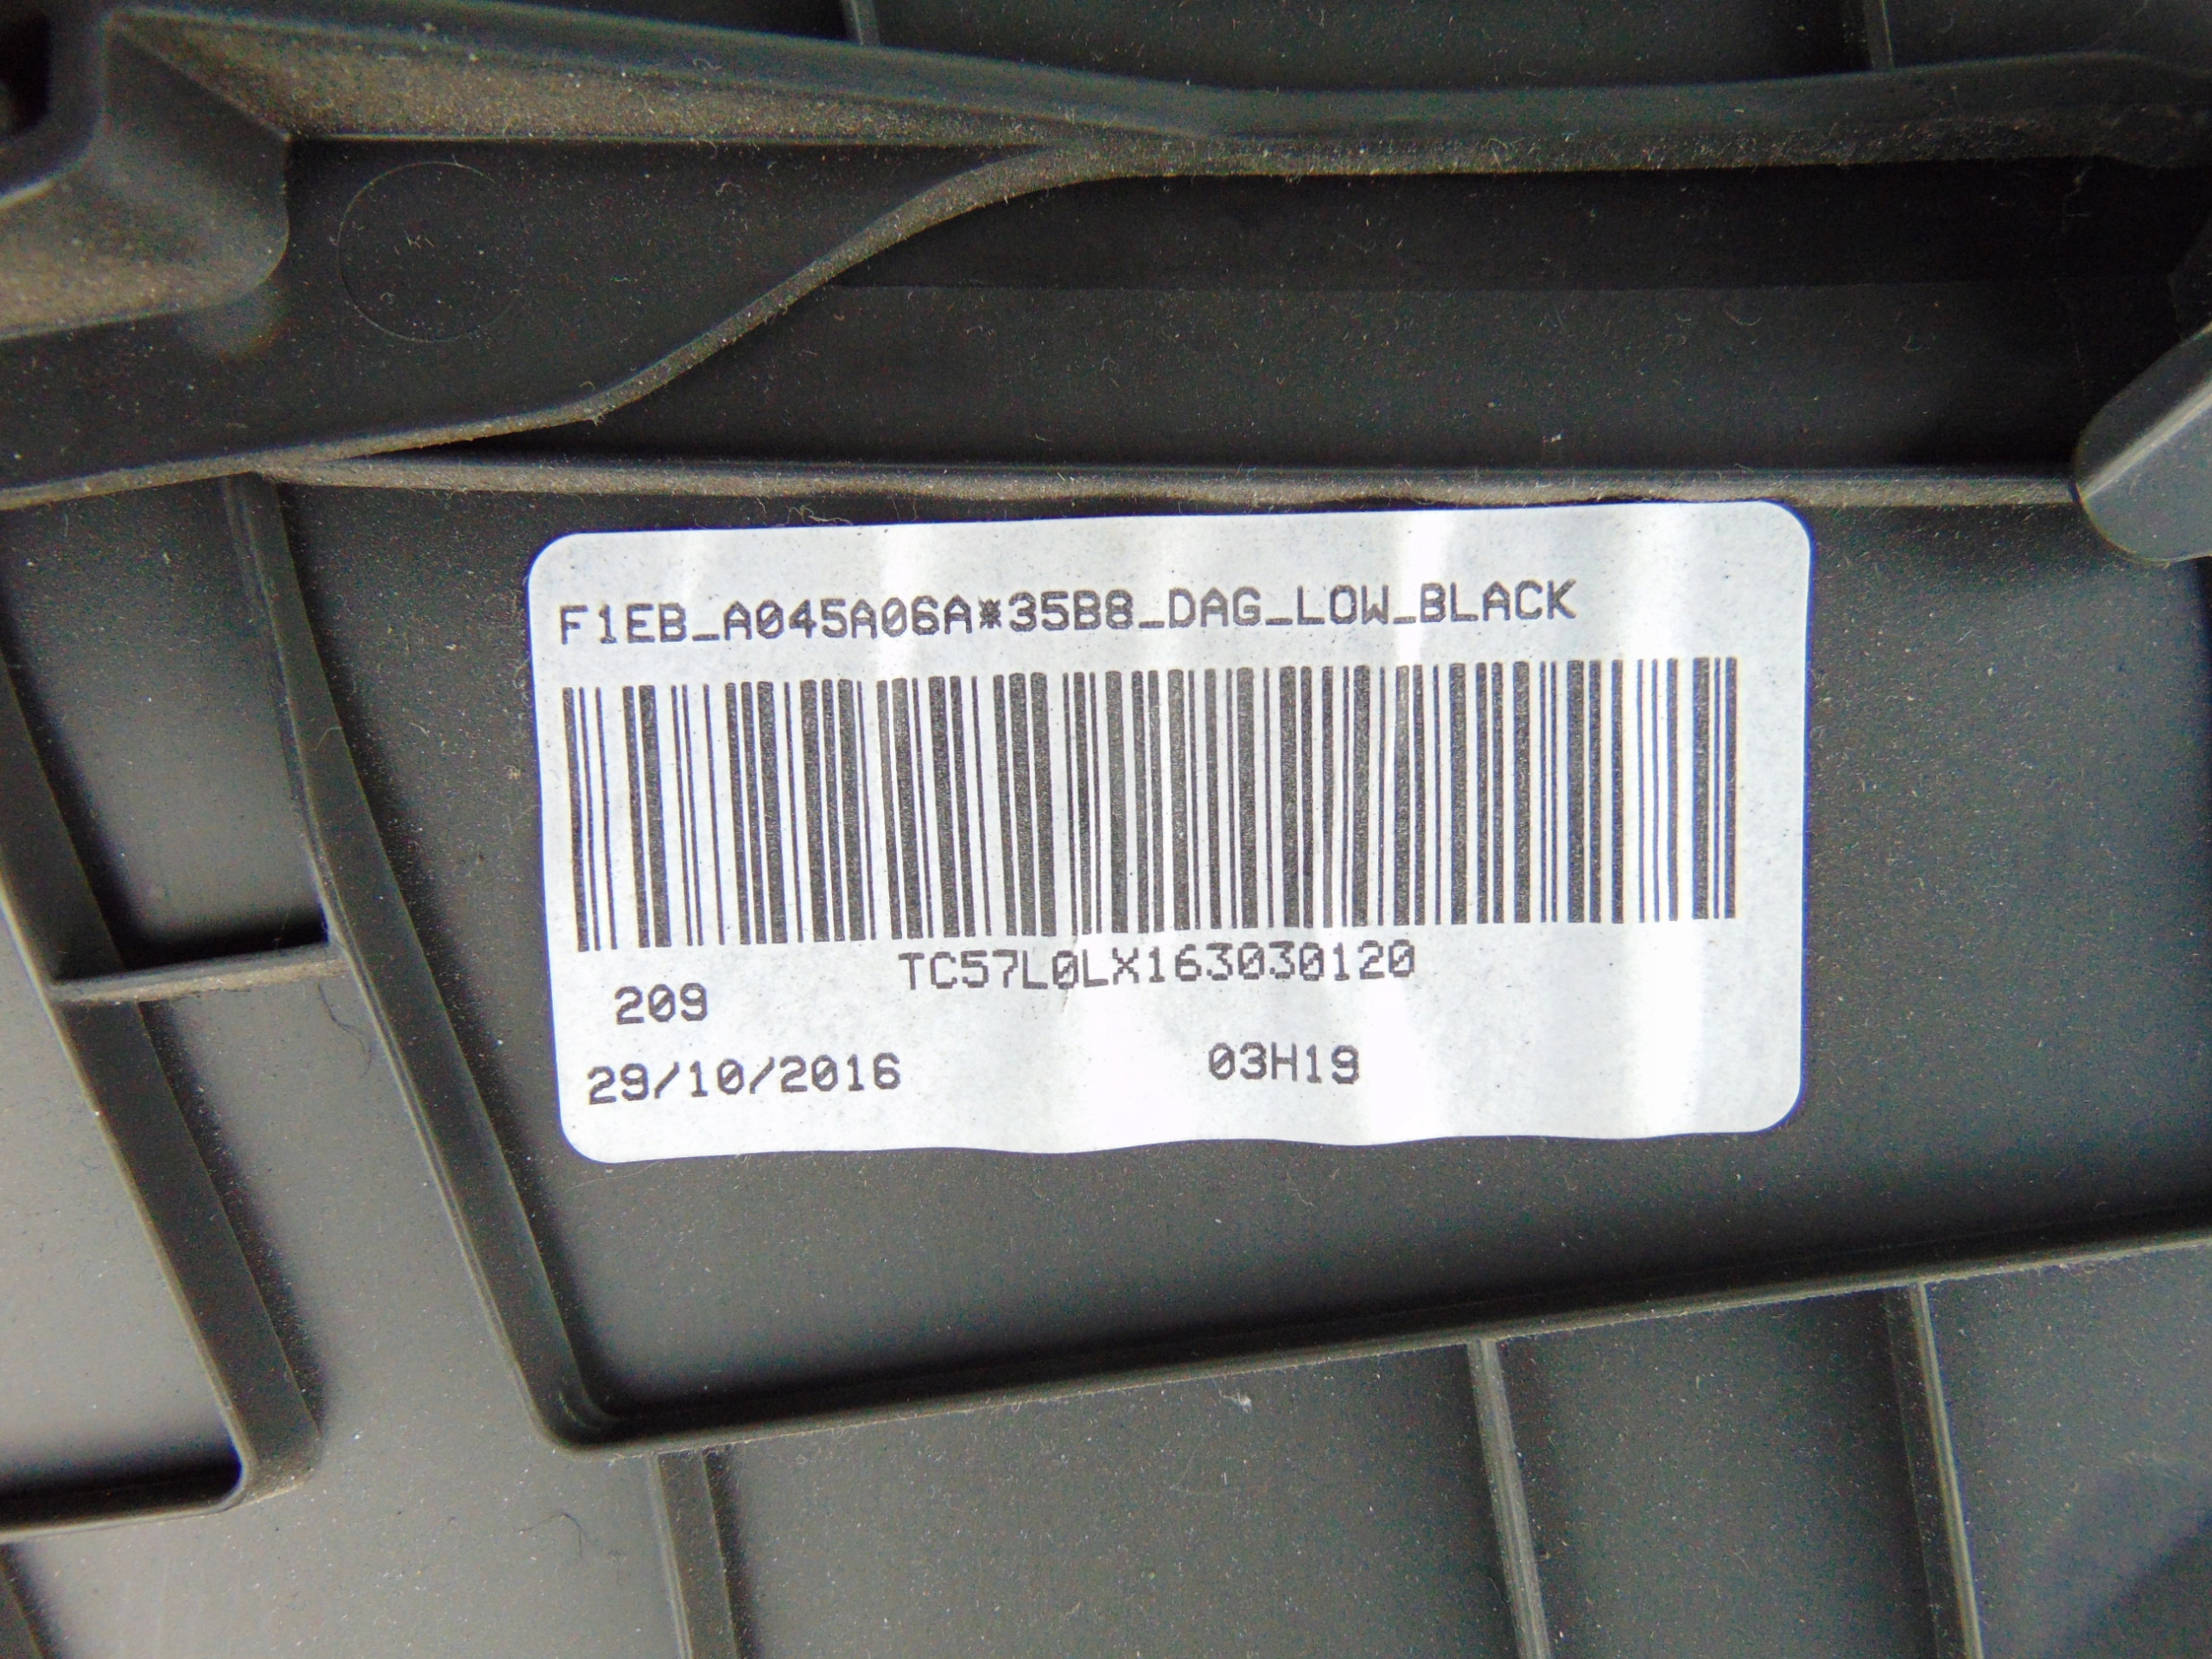 F1EB_A045A06A*35B8_DAG_LOW_BLACK
TC57L0LX163030120
209
29/10/2016 03H19